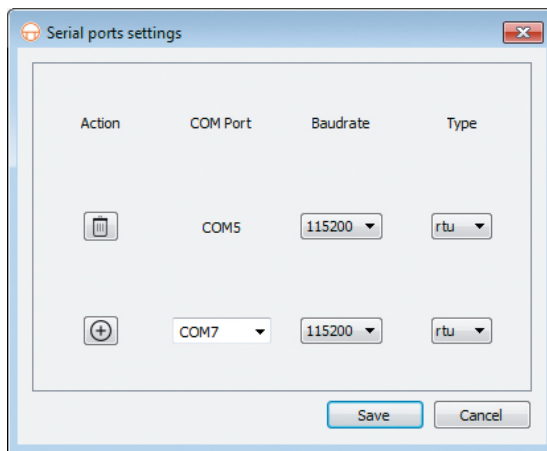 Serial ports settings
Action COM Port Baudrate Type
COM5 115200 rtu
COM7 115200 rtu
Save Cancel